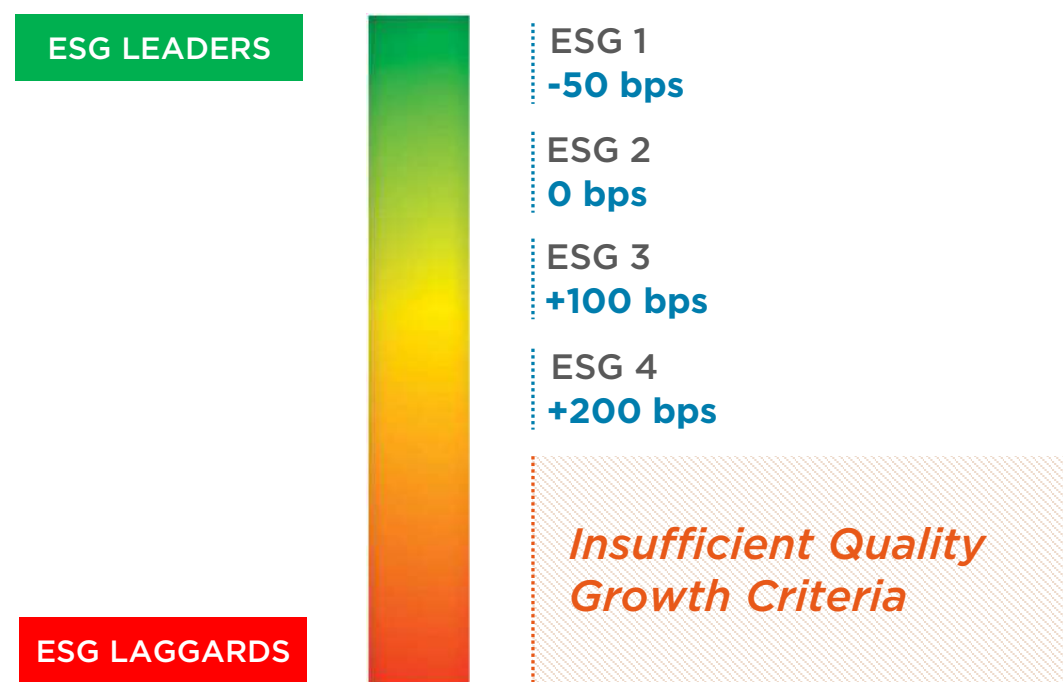 ESG LEADERS
ESG 1
-50 bps
ESG 2
0 bps
ESG 3
+100 bps
ESG 4
+200 bps
Insufficient Quality
Growth Criteria
ESG LAGGARDS